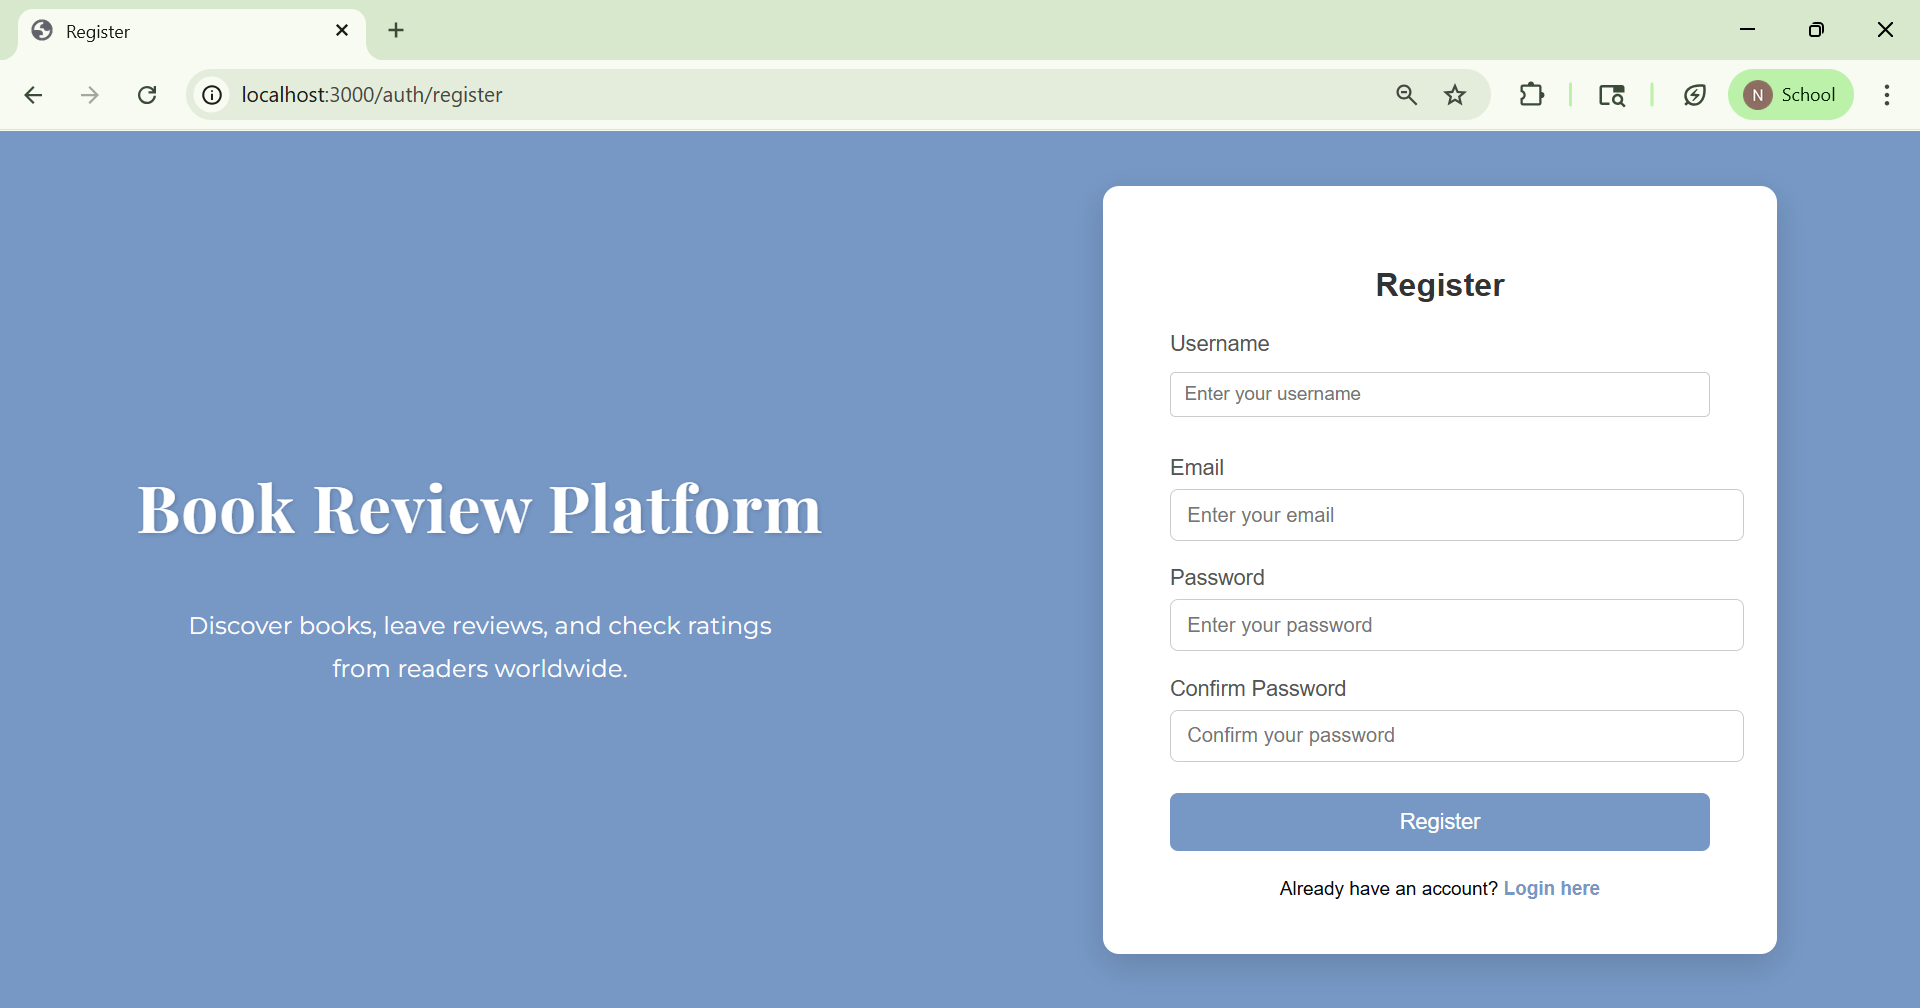 Register
localhost:3000/auth/register
N School
Book Review Platform
Discover books, leave reviews, and check ratings
from readers worldwide.
Register
Username
Enter your username
Email
Enter your email
Password
Enter your password
Confirm Password
Confirm your password
Register
Already have an account? Login here